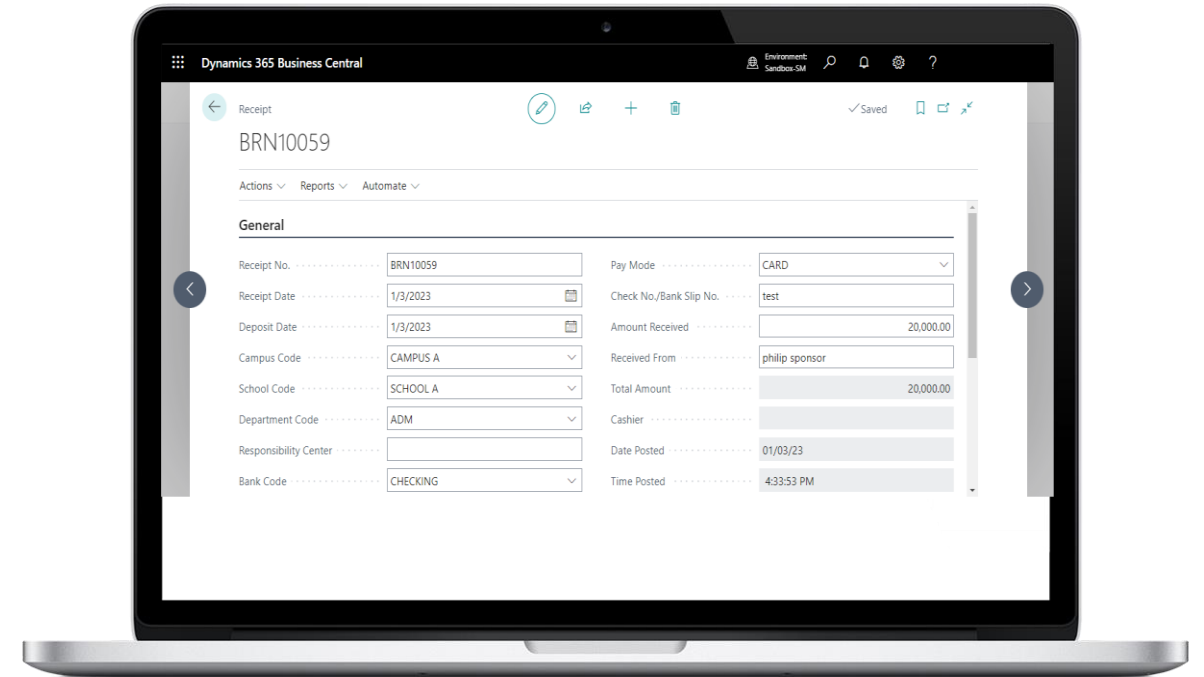 Dynamics 365 Business Central
Environment:
Sandbox-SM
?
Receipt
Saved
BRN10059
Actions Reports Automate
General
Receipt No. BRN10059
Pay Mode CARD
Receipt Date 1/3/2023
Check No./Bank Slip No. test
Deposit Date 1/3/2023
Amount Received 20,000.00
Campus Code CAMPUS A
Received From philip sponsor
School Code SCHOOL A
Total Amount 20,000.00
Department Code ADM
Cashier
Responsibility Center
Date Posted 01/03/23
Bank Code CHECKING
Time Posted 4:33:53 PM